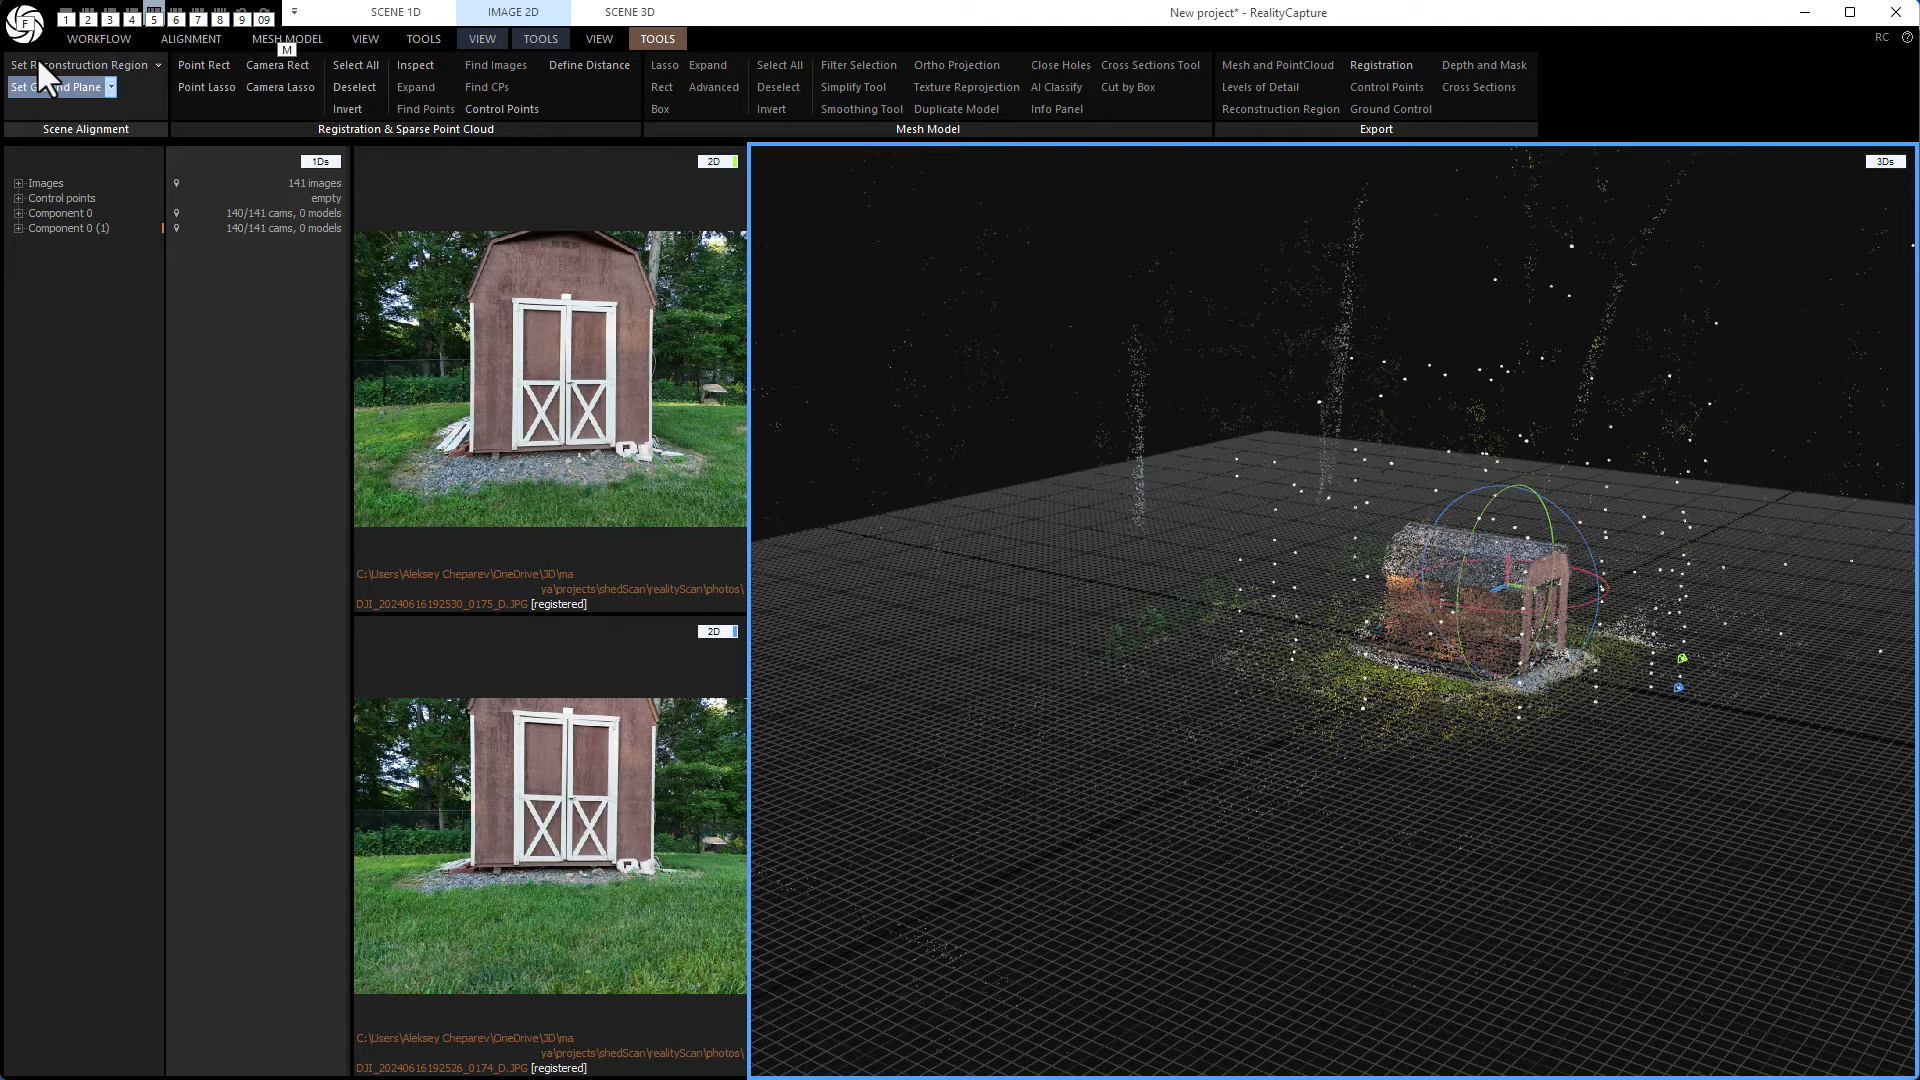 SCENE 1D
IMAGE 2D
SCENE 3D
New project* - RealityCapture
F
1 2 3 4 5 6 7 8 9 09
WORKFLOW ALIGNMENT MESH MODEL VIEW TOOLS VIEW TOOLS VIEW TOOLS
RC
M
Set Reconstruction Region
Point Rect Camera Rect Select All Inspect Find Images Define Distance
Lasso Expand Select All Filter Selection Ortho Projection Close Holes Cross Sections Tool
Mesh and PointCloud Registration Depth and Mask
Set Ground Plane
Point Lasso Camera Lasso Deselect Expand Find CPs
Rect Advanced Deselect Simplify Tool Texture Reprojection AI Classify Cut by Box
Levels of Detail Control Points Cross Sections
Invert Find Points Control Points
Box Invert Smoothing Tool Duplicate Model Info Panel
Reconstruction Region Ground Control
Scene Alignment Registration & Sparse Point Cloud Mesh Model Export
1Ds
2D
3Ds
Images 141 images
Control points empty
Component 0 140/141 cams, 0 models
Component 0 (1) 140/141 cams, 0 models
C:\Users\Aleksey Cheparev\OneDrive\3D\ma
ya\projects\shedScan\realityScan\photos\
DJI_20240616192530_0175_D.JPG [registered]
2D
C:\Users\Aleksey Cheparev\OneDrive\3D\ma
ya\projects\shedScan\realityScan\photos\
DJI_20240616192526_0174_D.JPG [registered]